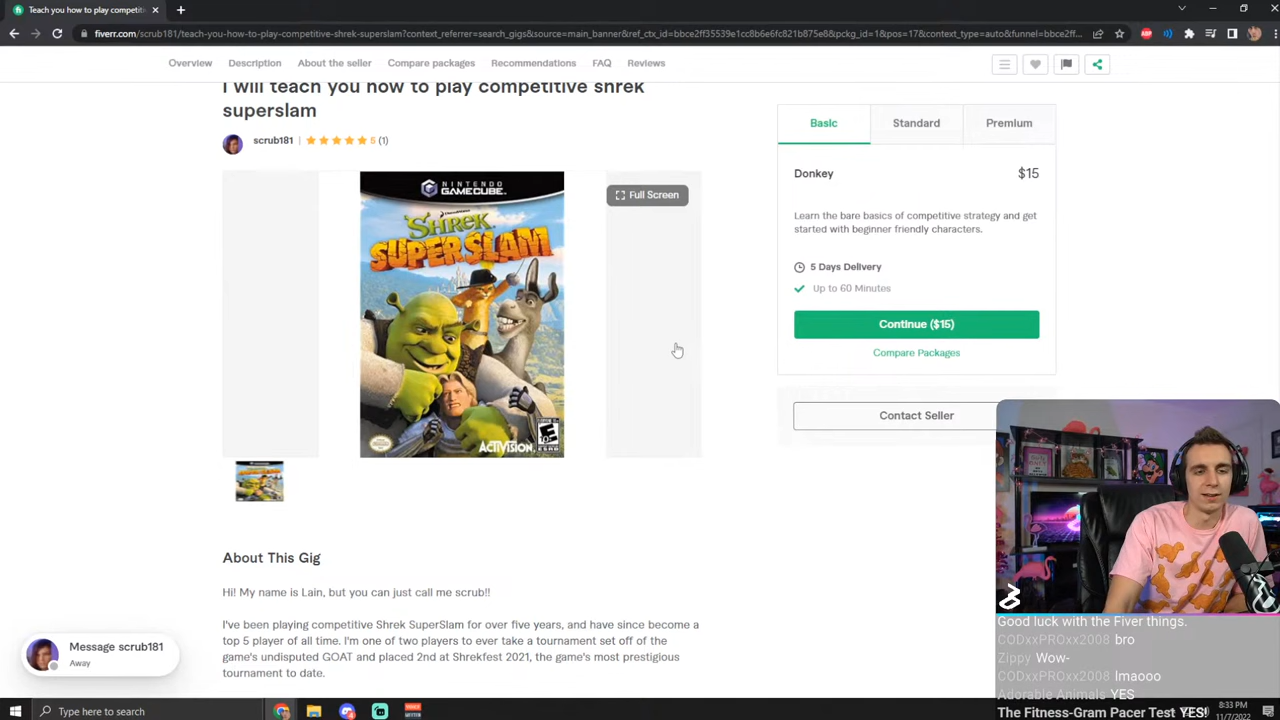 Teach you how to play competiti
fiverr.com/scrub181/teach-you-how-to-play-competitive-shrek-superslam?context_referrer=search_gigs&source=main_banner&ref_ctx_id=bbce2ff35539e1cc8b6e6fc821b875e8&pckg_id=1&pos=17&context_type=auto&funnel=bbce2ff...
Overview
Description
About the seller
Compare packages
Recommendations
FAQ
Reviews
I will teach you how to play competitive shrek
superslam
scrub181 | 5 (1)
NINTENDO
GAMECUBE
Full Screen
SHREK
SUPER SLAM
ACTIVISION
E
Basic
Standard
Premium
Donkey
$15
Learn the bare basics of competitive strategy and get
started with beginner friendly characters.
5 Days Delivery
Up to 60 Minutes
Continue ($15)
Compare Packages
Contact Seller
About This Gig
Hi! My name is Lain, but you can just call me scrub!!
I've been playing competitive Shrek SuperSlam for over five years, and have since become a
top 5 player of all time. I'm one of two players to ever take a tournament set off of the
game's undisputed GOAT and placed 2nd at Shrekfest 2021, the game's most prestigious
tournament to date.
Message scrub181
Away
Good luck with the Fiver things.
CODxxPROxx2008 bro
Zippy Wow-
CODxxPROxx2008 lmaooo
Adorable Animals YES
The Fitness-Gram Pacer Test YES!
Type here to search
8:33 PM
11/7/2022